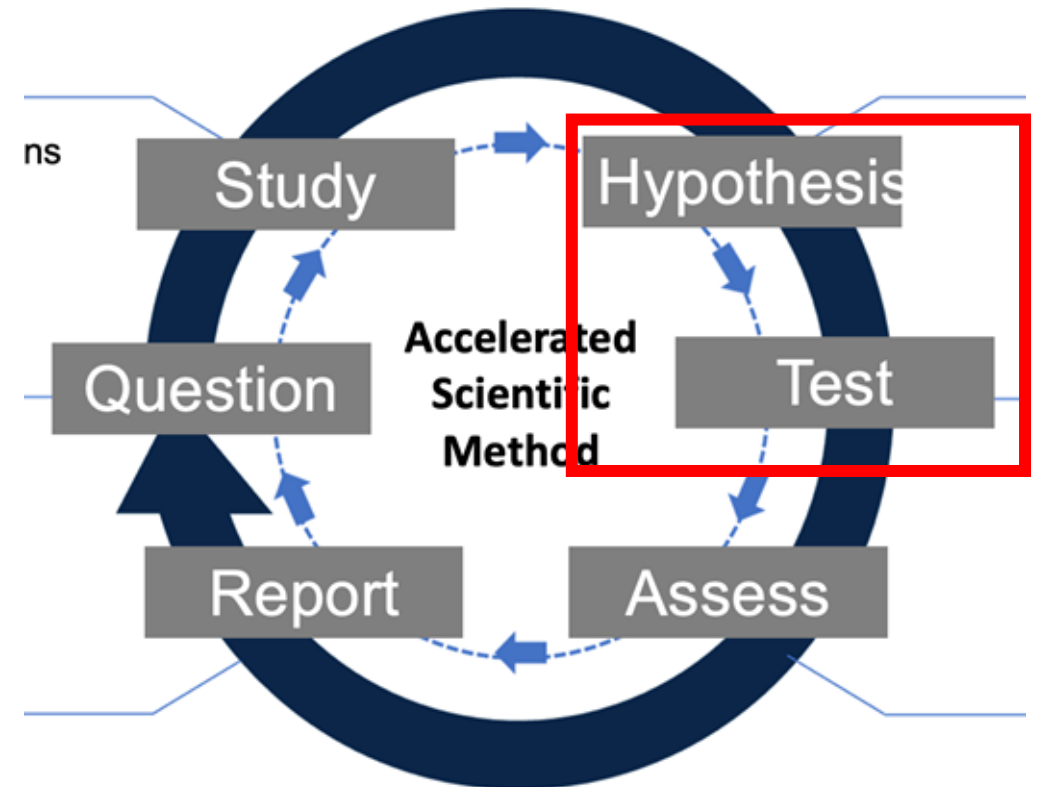 ns
Study
Hypothesis
Question
Accelerated
Scientific
Method
Test
Report
Assess